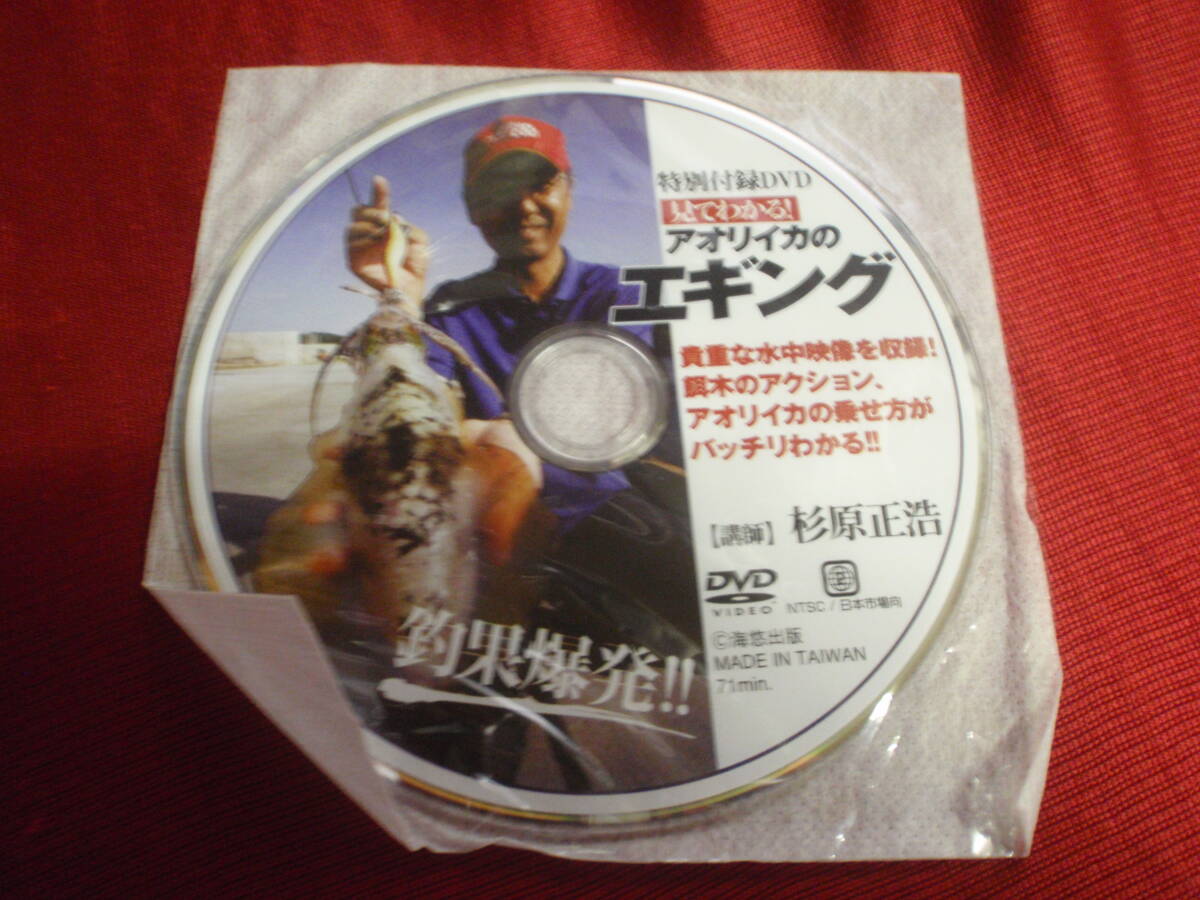 特別付録DVD
見てわかる!
アオリイカの
エギング
貴重な水中映像を収録!
餌木のアクション、
アオリイカの乗せ方が
バッチリわかる!!
【講師】 杉原正浩
DVD
VIDEO
2
NTSC / 日本市場向
©海悠出版
MADE IN TAIWAN
71min.
釣果爆発!!